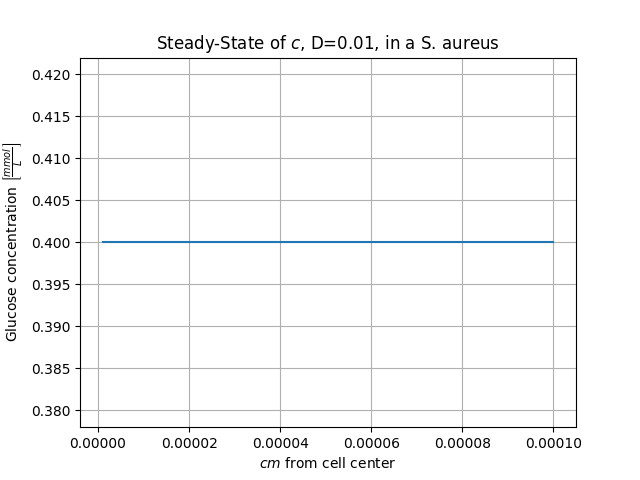 Steady-State of c, D=0.01, in a S. aureus
0.420
0.415
0.410
0.405
0.400
0.395
0.390
0.385
0.380
Glucose concentration [mmol/L]
0.00000 0.00002 0.00004 0.00006 0.00008 0.00010
cm from cell center